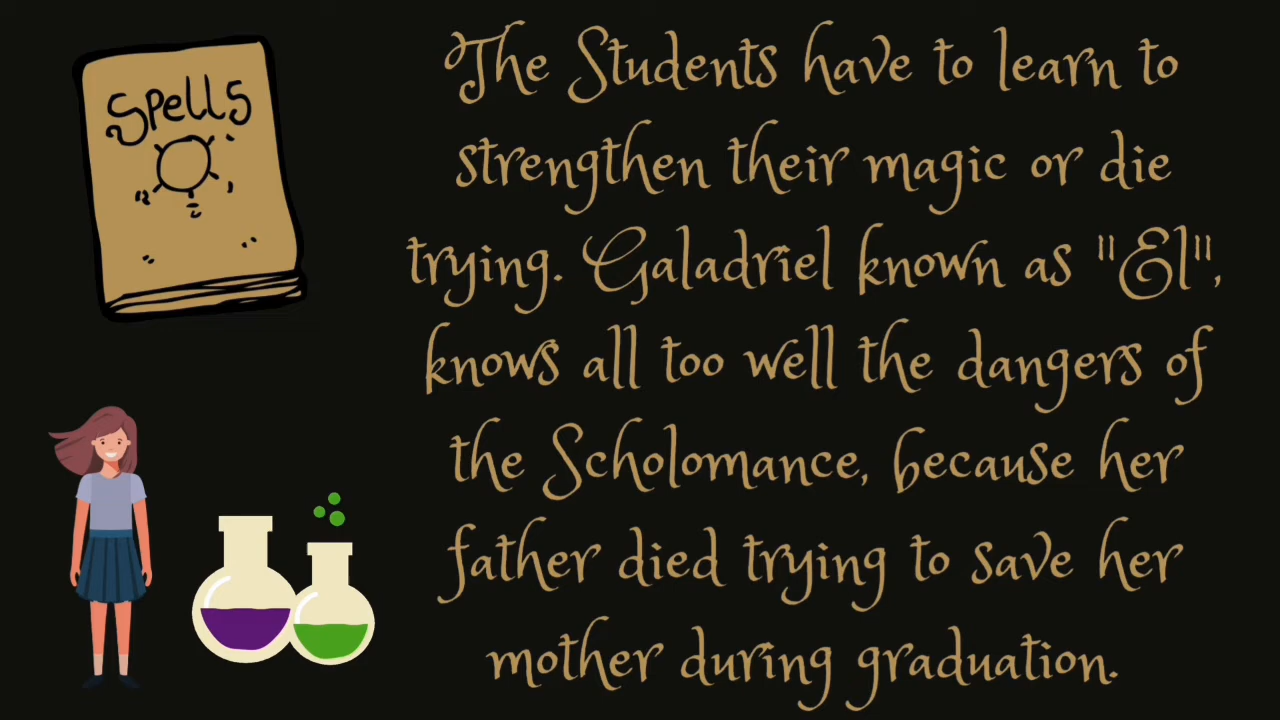 Spells
The Students have to learn to
strengthen their magic or die
trying. Galadriel known as "El",
knows all too well the dangers of
the Scholomance, because her
father died trying to save her
mother during graduation.